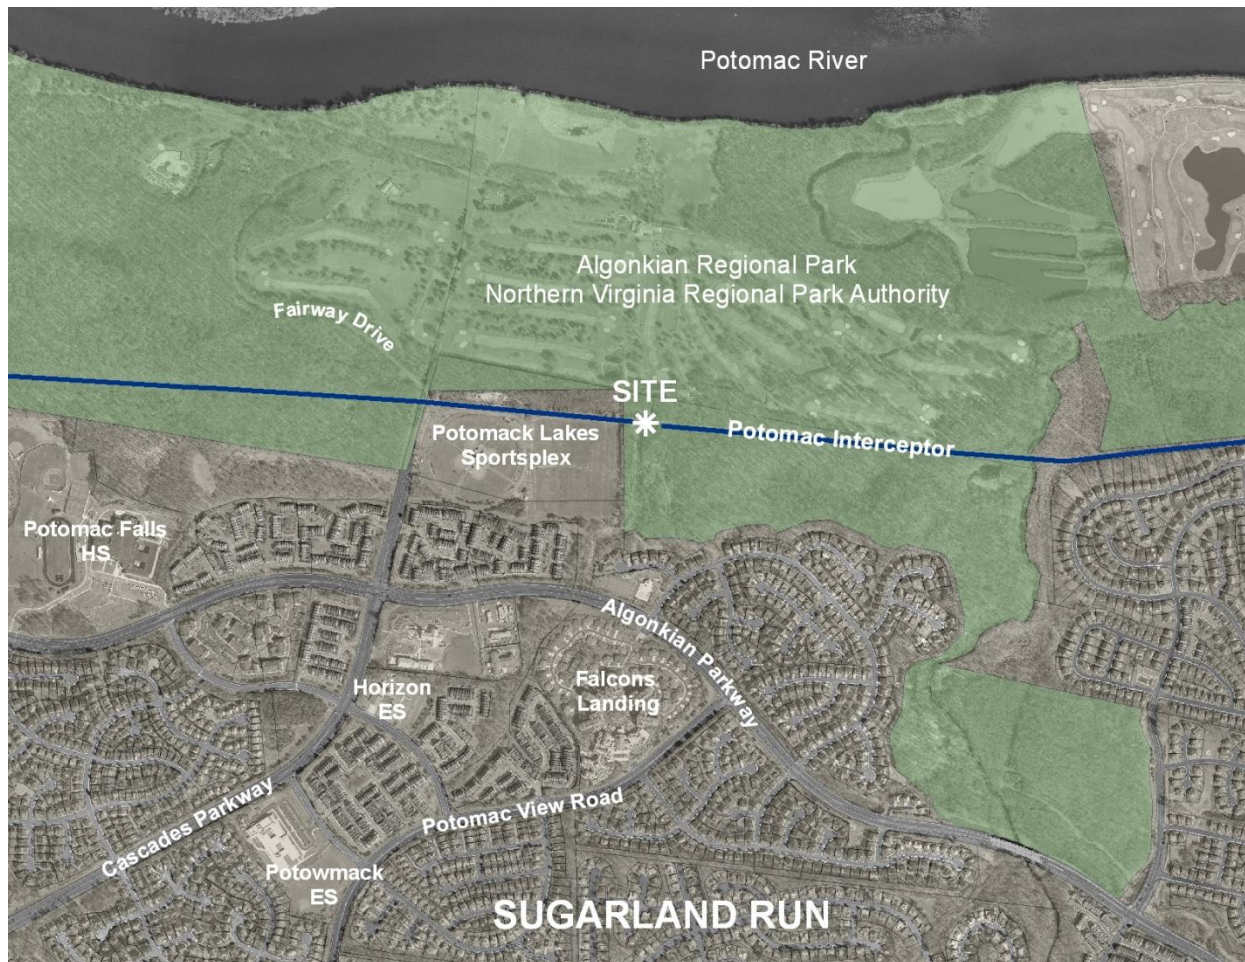 Potomac River
Algonkian Regional Park
Northern Virginia Regional Park Authority
Fairway Drive
SITE
Potomack Lakes
Sportsplex
Potomac Interceptor
Potomac Falls
HS
Algonkian Parkway
Horizon
ES
Falcons
Landing
Cascades Parkway
Potomac View Road
Potowmack
ES
SUGARLAND RUN